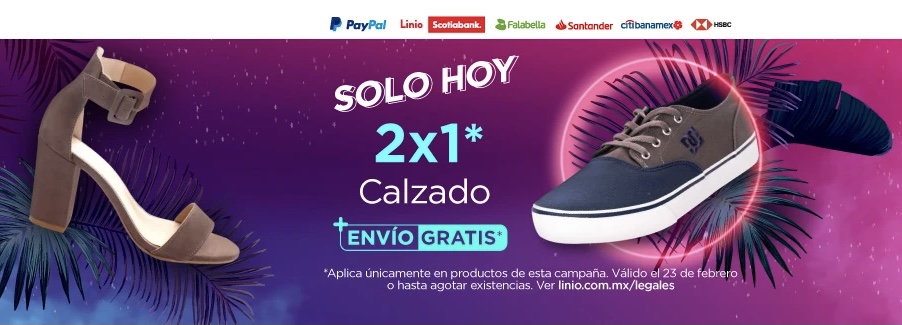 PayPal Linio Scotiabank. Falabella Santander citibanamex HSBC
SOLO HOY
2x1*
Calzado
+ENVÍO GRATIS*
*Aplica únicamente en productos de esta campaña. Válido el 23 de febrero
o hasta agotar existencias. Ver linio.com.mx/legales